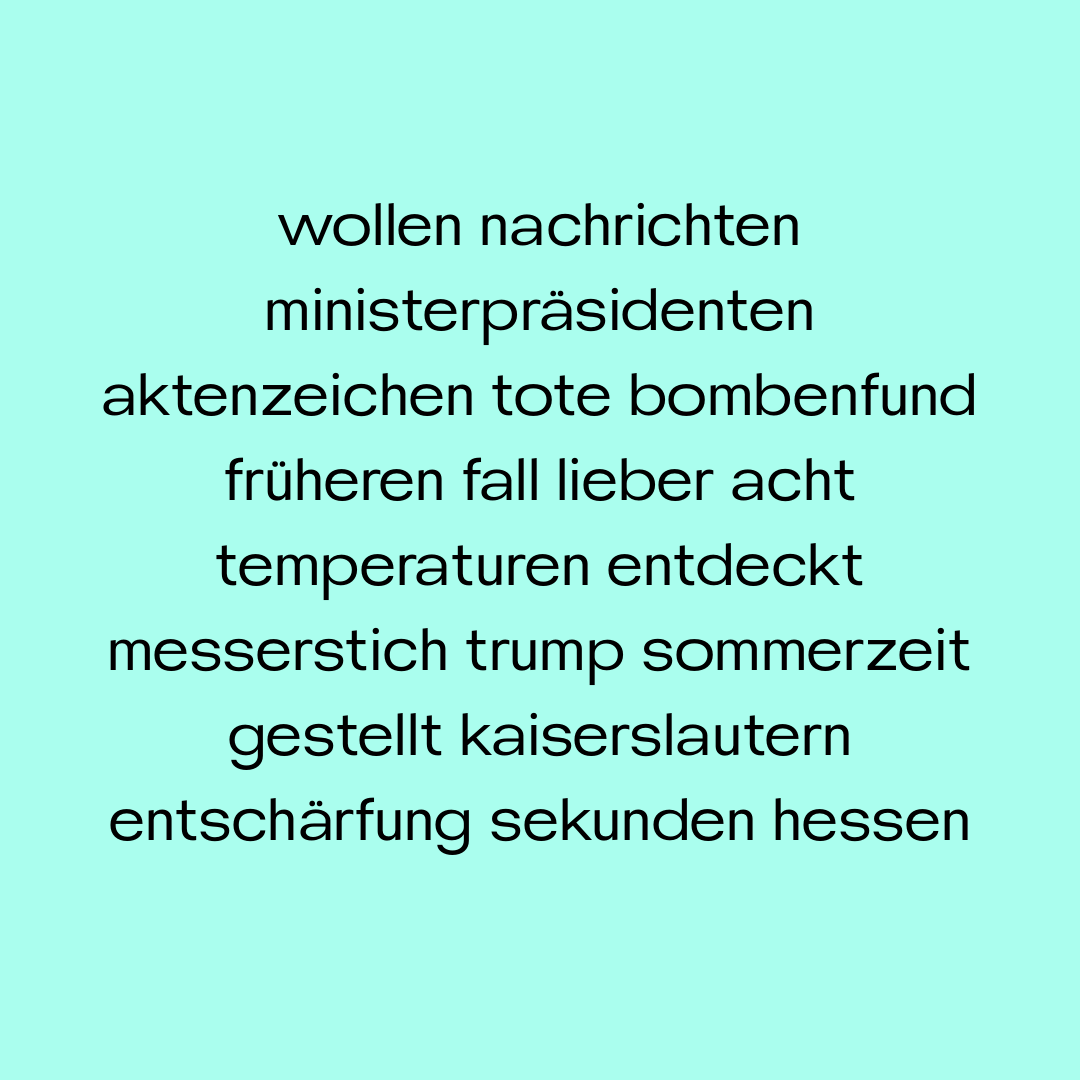 wollen nachrichten
ministerpräsidenten
aktenzeichen tote bombenfund
früheren fall lieber acht
temperaturen entdeckt
messerstich trump sommerzeit
gestellt kaiserslautern
entschärfung sekunden hessen